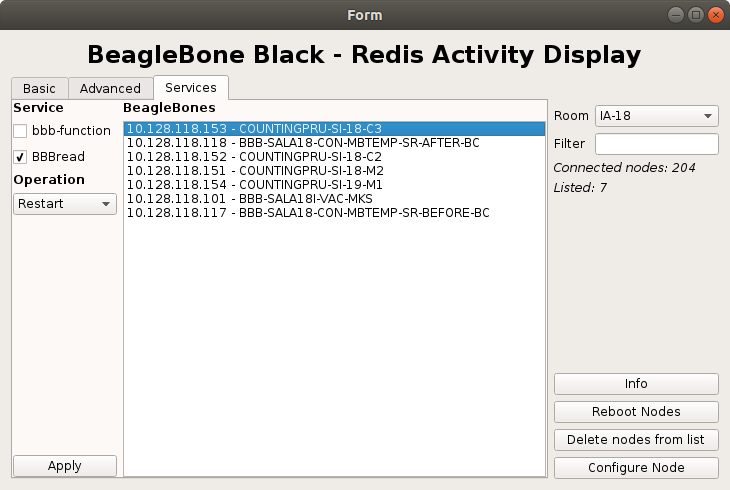 Form
BeagleBone Black - Redis Activity Display
Basic
Advanced
Services
Service
bbb-function
BBBread
Operation
Restart
Apply
BeagleBones
10.128.118.153 - COUNTINGPRU-SI-18-C3
10.128.118.118 - BBB-SALA18-CON-MBTEMP-SR-AFTER-BC
10.128.118.152 - COUNTINGPRU-SI-18-C2
10.128.118.151 - COUNTINGPRU-SI-18-M2
10.128.118.154 - COUNTINGPRU-SI-19-M1
10.128.118.101 - BBB-SALA18I-VAC-MKS
10.128.118.117 - BBB-SALA18-CON-MBTEMP-SR-BEFORE-BC
Room IA-18
Filter
Connected nodes: 204
Listed: 7
Info
Reboot Nodes
Delete nodes from list
Configure Node